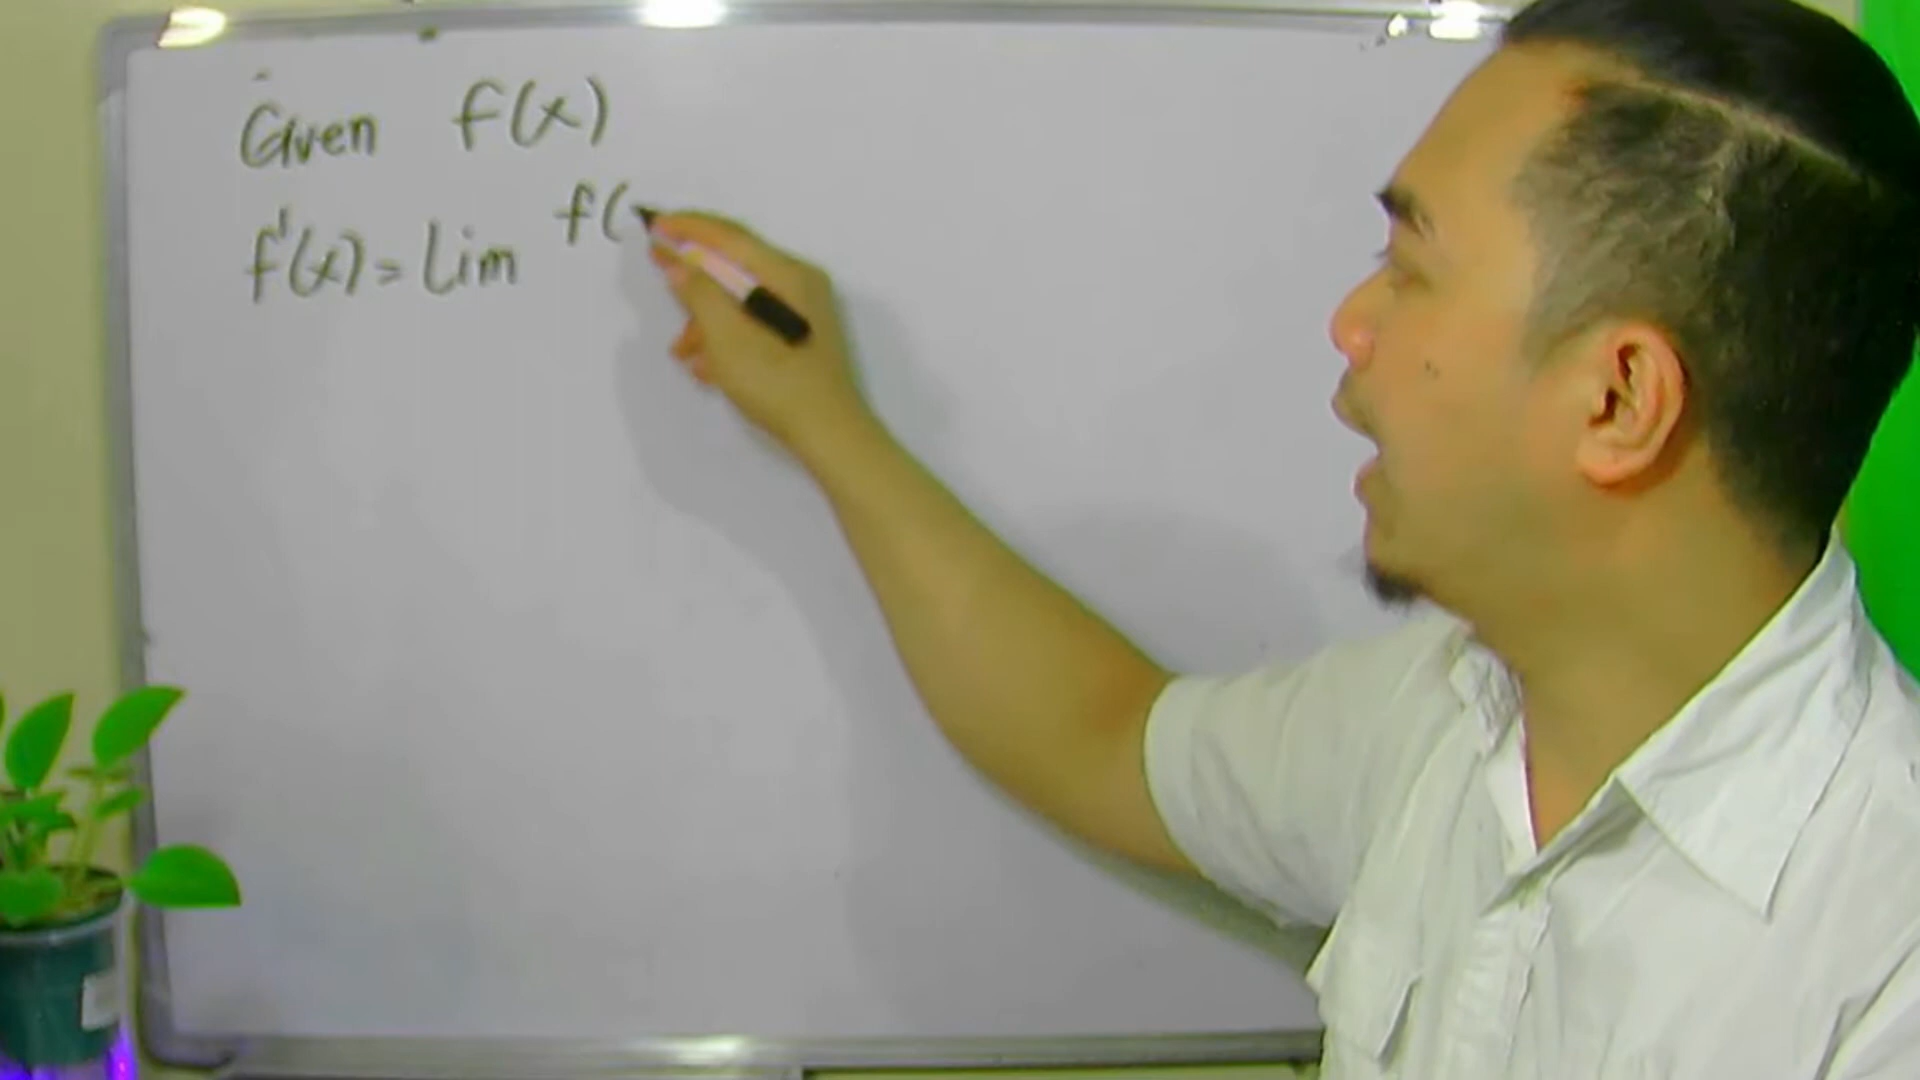 Given f(x)
f'(x) = Lim f(